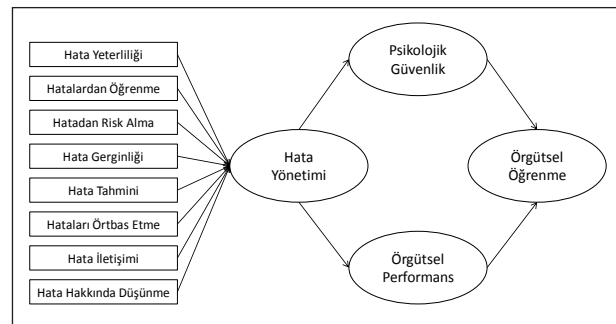 Hata Yeterliliği
Hatalardan Öğrenme
Hatadan Risk Alma
Hata Gerginliği
Hata Tahmini
Hataları Örtbas Etme
Hata İletişimi
Hata Hakkında Düşünme
Hata
Yönetimi
Psikolojik
Güvenlik
Örgütsel
Performans
Örgütsel
Öğrenme